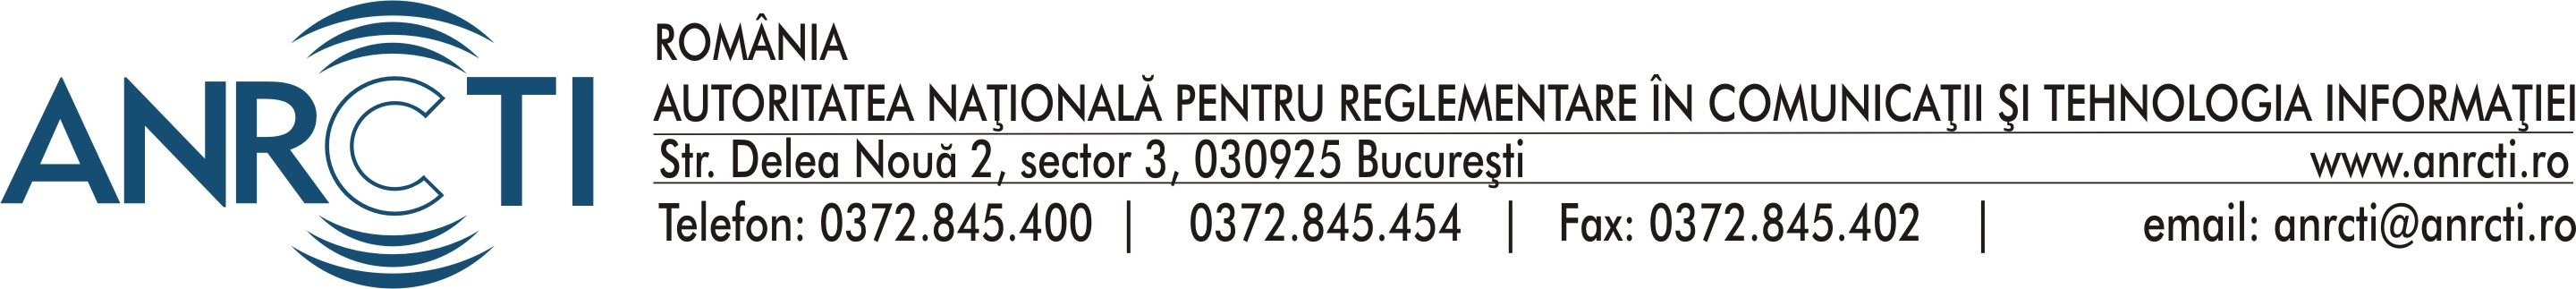 ANRCTI
ROMÂNIA
AUTORITATEA NAŢIONALĂ PENTRU REGLEMENTARE ÎN COMUNICAŢII ŞI TEHNOLOGIA INFORMAŢIEI
Str. Delea Nouă 2, sector 3, 030925 Bucureşti www.anrcti.ro
Telefon: 0372.845.400 | 0372.845.454 | Fax: 0372.845.402 | email: anrcti@anrcti.ro